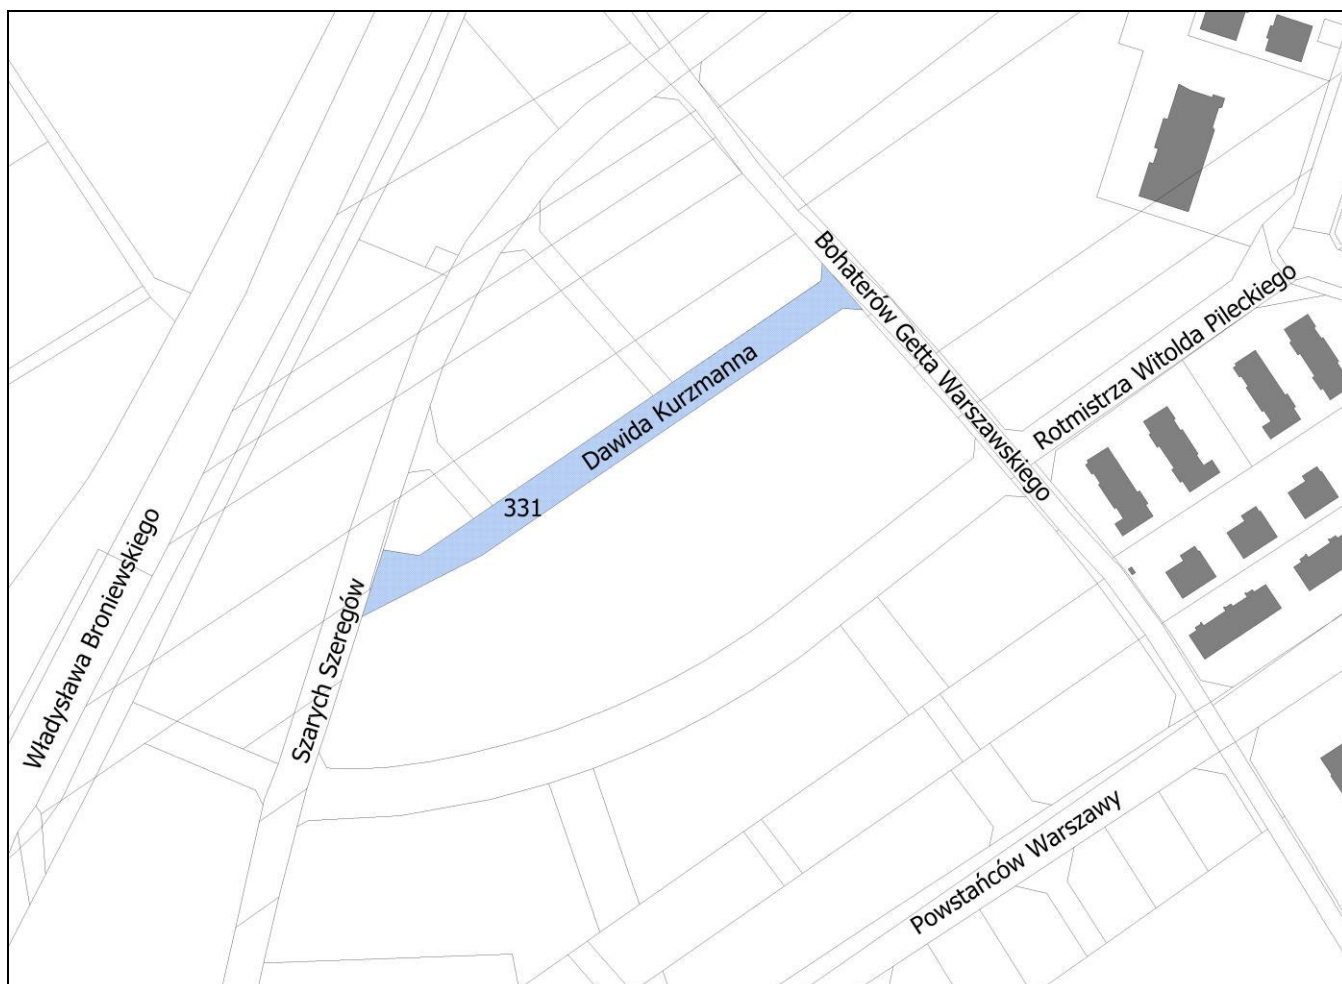 Bohaterów Getta Warszawskiego
Rotmistrza Witolda Pileckiego
Dawida Kurzmanna
331
Władysława Broniewskiego
Szarych Szeregów
Powstańców Warszawy